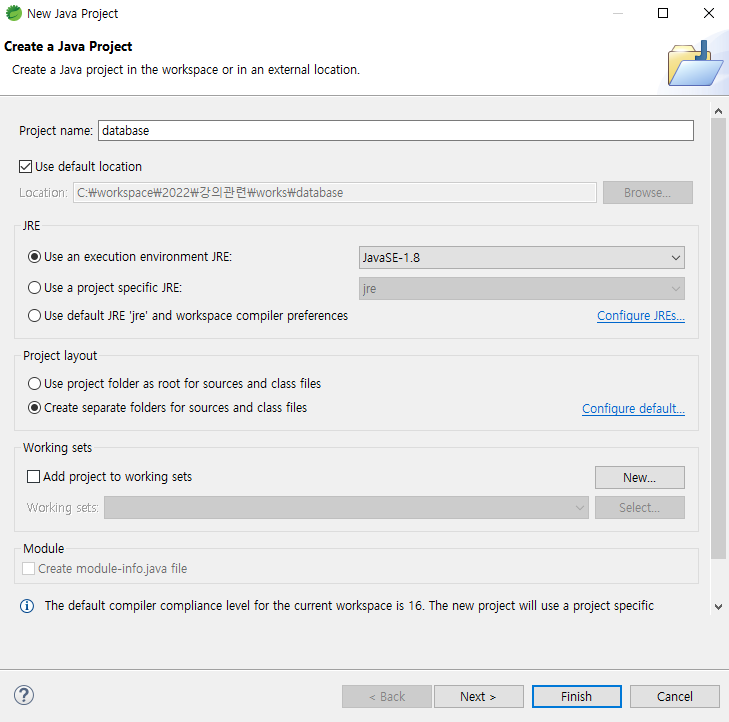 New Java Project
Create a Java Project
Create a Java project in the workspace or in an external location.
Project name: database
Use default location
Location: C:₩workspace₩2022₩강의관련₩works₩database Browse...
JRE
Use an execution environment JRE: JavaSE-1.8
Use a project specific JRE: jre
Use default JRE 'jre' and workspace compiler preferences Configure JREs...
Project layout
Use project folder as root for sources and class files
Create separate folders for sources and class files Configure default...
Working sets
Add project to working sets New...
Working sets: Select...
Module
Create module-info.java file
The default compiler compliance level for the current workspace is 16. The new project will use a project specific
? < Back Next > Finish Cancel